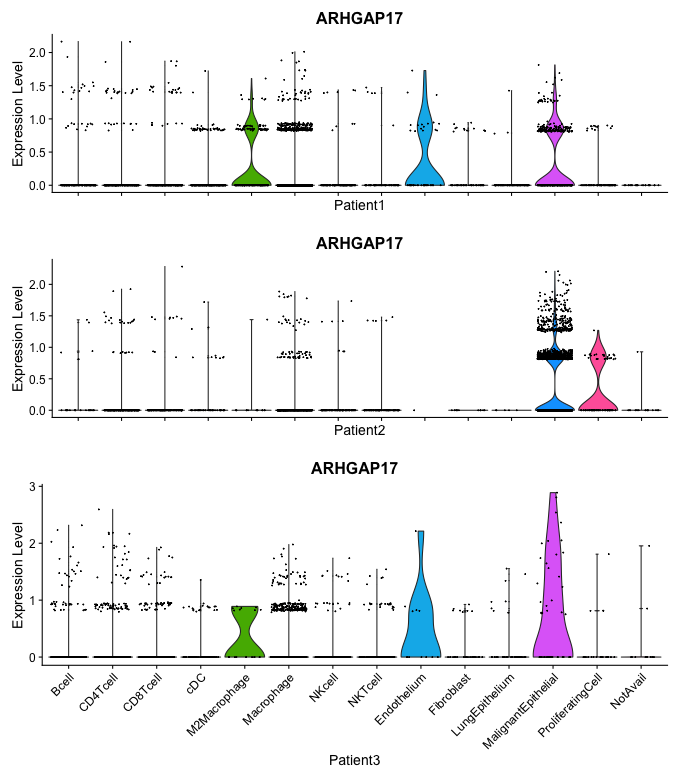 ARHGAP17
Expression Level
2.0
1.5
1.0
0.5
0.0
Patient1
ARHGAP17
Expression Level
2.0
1.5
1.0
0.5
0.0
Patient2
ARHGAP17
Expression Level
3
2
1
0
Bcell
CD4Tcell
CD8Tcell
cDC
M2Macrophage
Macrophage
NKcell
NKTcell
Endothelium
Fibroblast
LungEpithelium
MalignantEpithelial
ProliferatingCell
NotAvail
Patient3